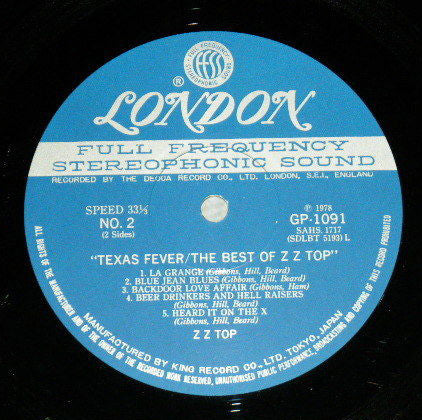 FULL FREQUENCY
ffss
STEREOPHONIC SOUND
®
LONDON
FULL FREQUENCY
STEREOPHONIC SOUND
RECORDED BY THE DECCA RECORD CO., LTD. LONDON, S.E.I., ENGLAND
SPEED 33⅓
NO. 2
(2 Sides)
℗ 1978
GP-1091
SAHS. 1717
(SDLBT 5193) L
"TEXAS FEVER/THE BEST OF Z Z TOP"
1. LA GRANGE (Gibbons, Hill, Beard)
2. BLUE JEAN BLUES (Gibbons, Hill, Beard)
3. BACKDOOR LOVE AFFAIR (Gibbons, Ham)
4. BEER DRINKERS AND HELL RAISERS
(Gibbons, Hill, Beard)
5. HEARD IT ON THE X
(Gibbons, Hill, Beard)
Z Z TOP
MANUFACTURED BY KING RECORD CO., LTD. TOKYO, JAPAN
ALL RIGHTS OF THE MANUFACTURER AND OF THE OWNER OF THE RECORDED WORK RESERVED, UNAUTHORISED PUBLIC PERFORMANCE, BROADCASTING AND COPYING OF THIS RECORD PROHIBITED